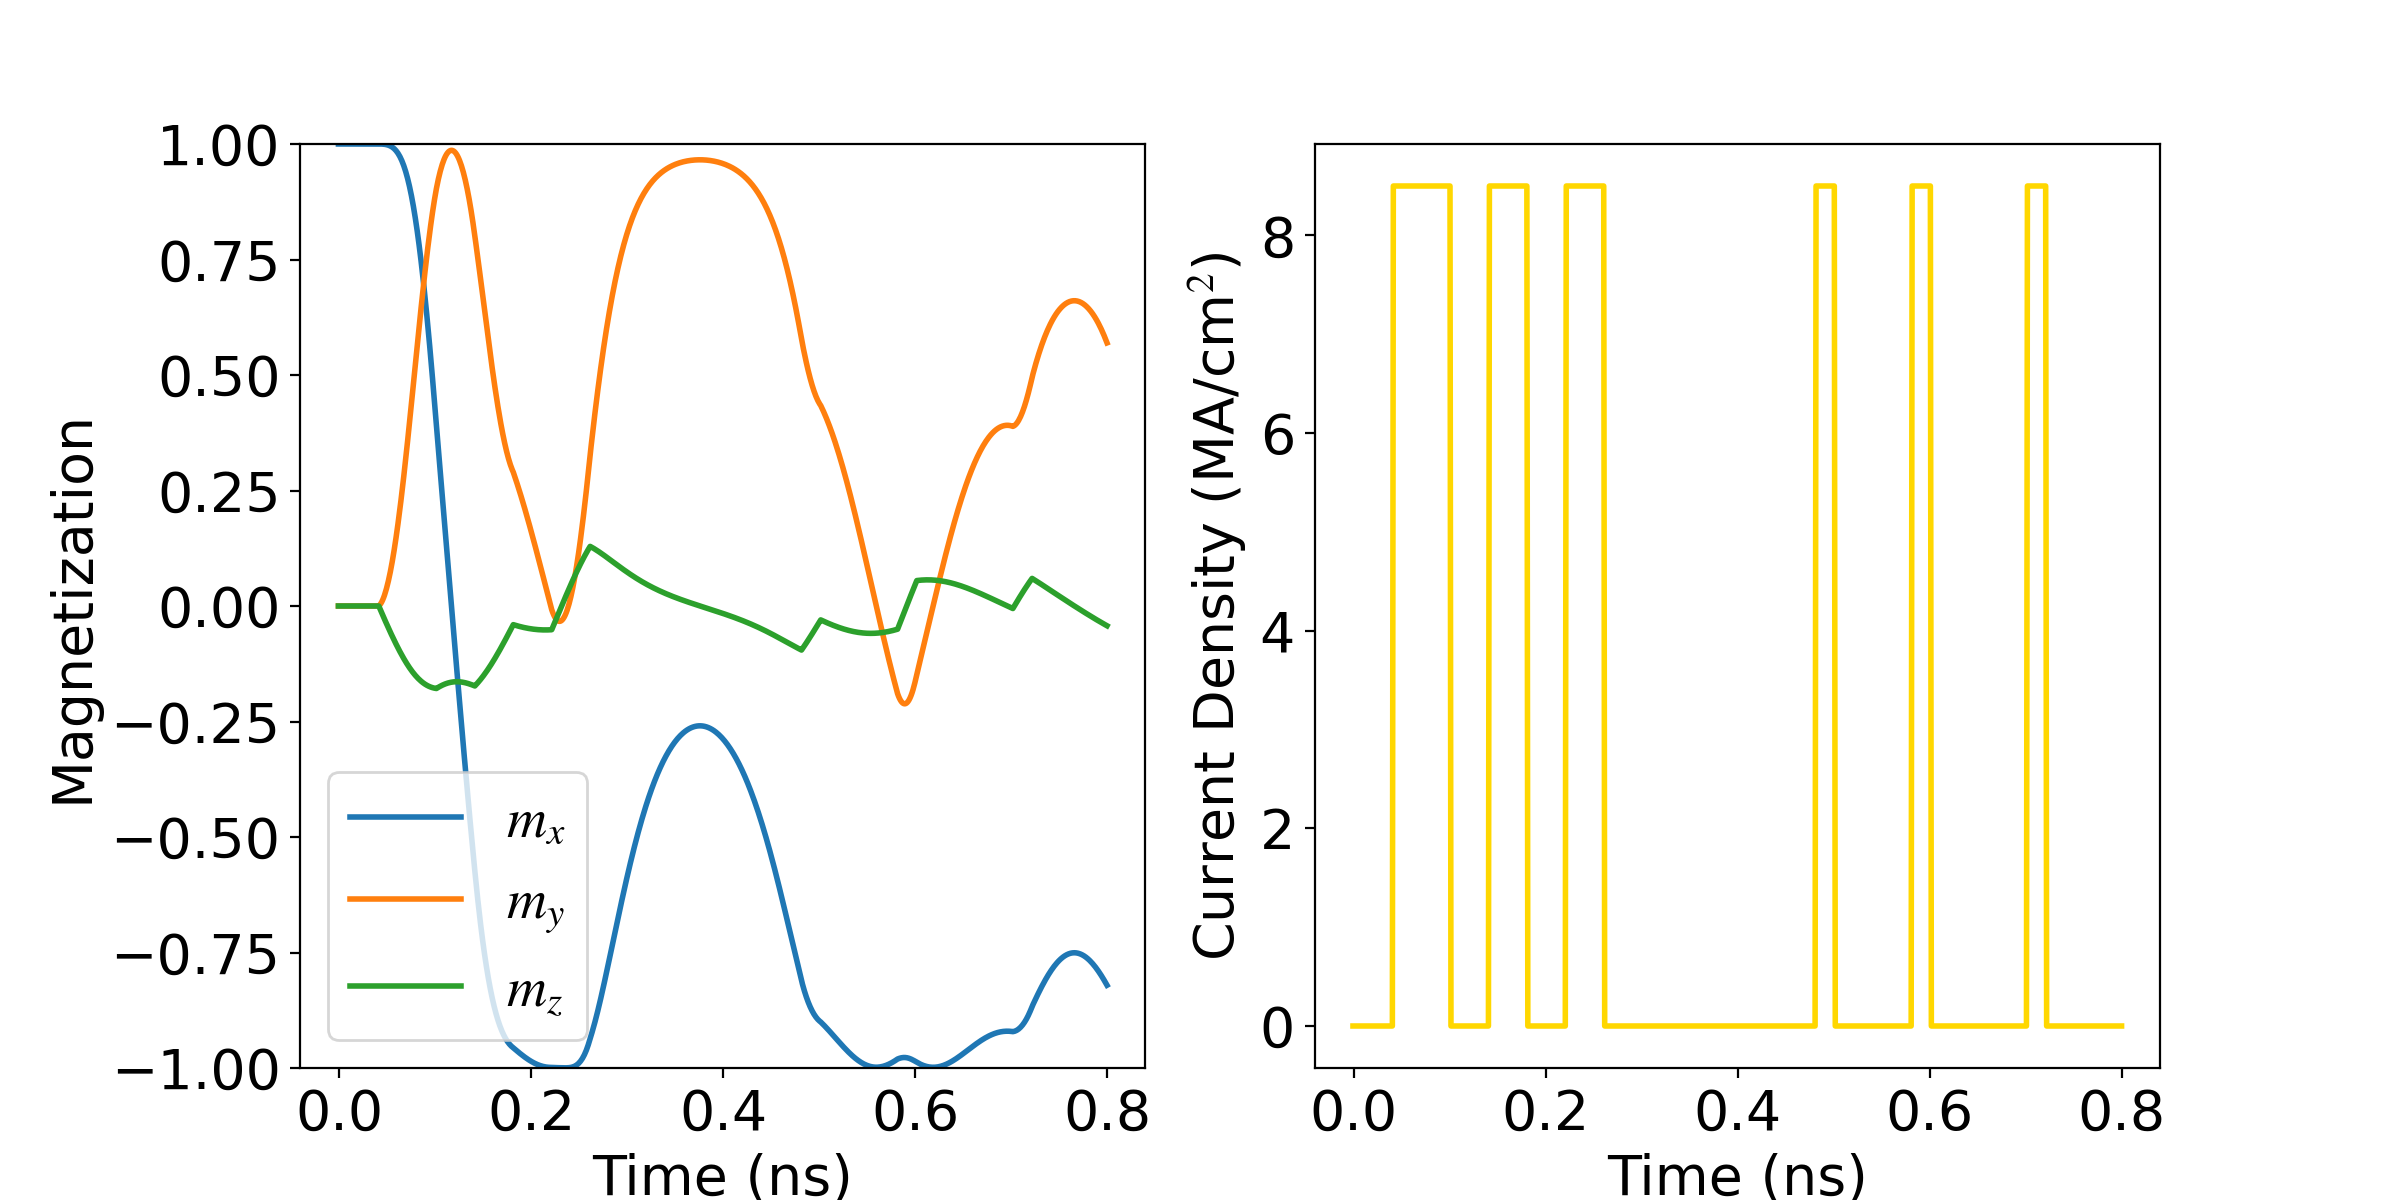 Magnetization
1.00
0.75
0.50
0.25
0.00
−0.25
−0.50
−0.75
−1.00
0.0 0.2 0.4 0.6 0.8
Time (ns)
mₓ
m_y
m_z
Current Density (MA/cm²)
8
6
4
2
0
0.0 0.2 0.4 0.6 0.8
Time (ns)